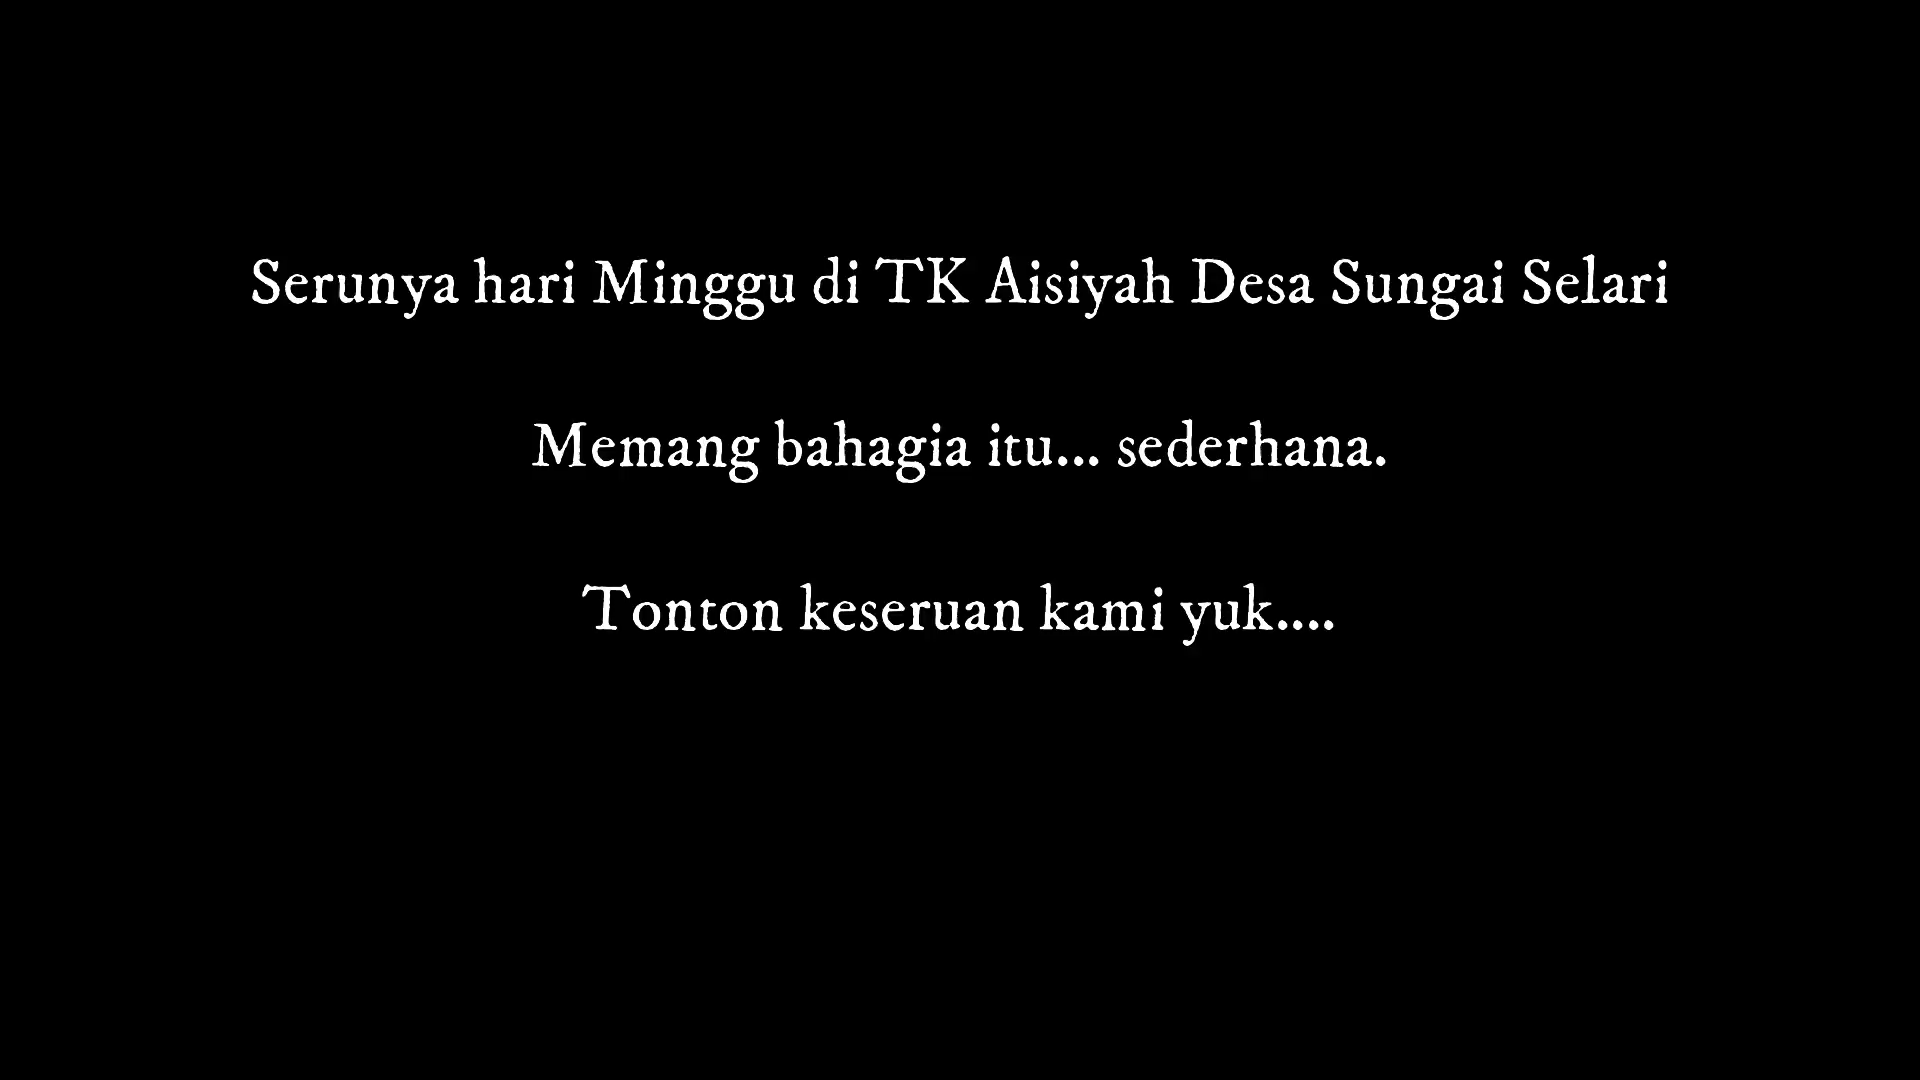 Serunya hari Minggu di TK Aisiyah Desa Sungai Selari
Memang bahagia itu... sederhana.
Tonton keseruan kami yuk....